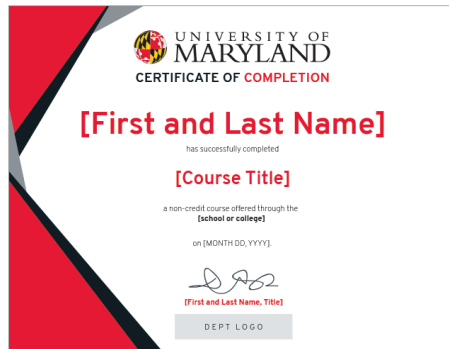 UNIVERSITY OF
MARYLAND
CERTIFICATE OF COMPLETION
[First and Last Name]
has successfully completed
[Course Title]
a non-credit course offered through the
[school or college]
on [MONTH DD, YYYY].
[First and Last Name, Title]
DEPT LOGO